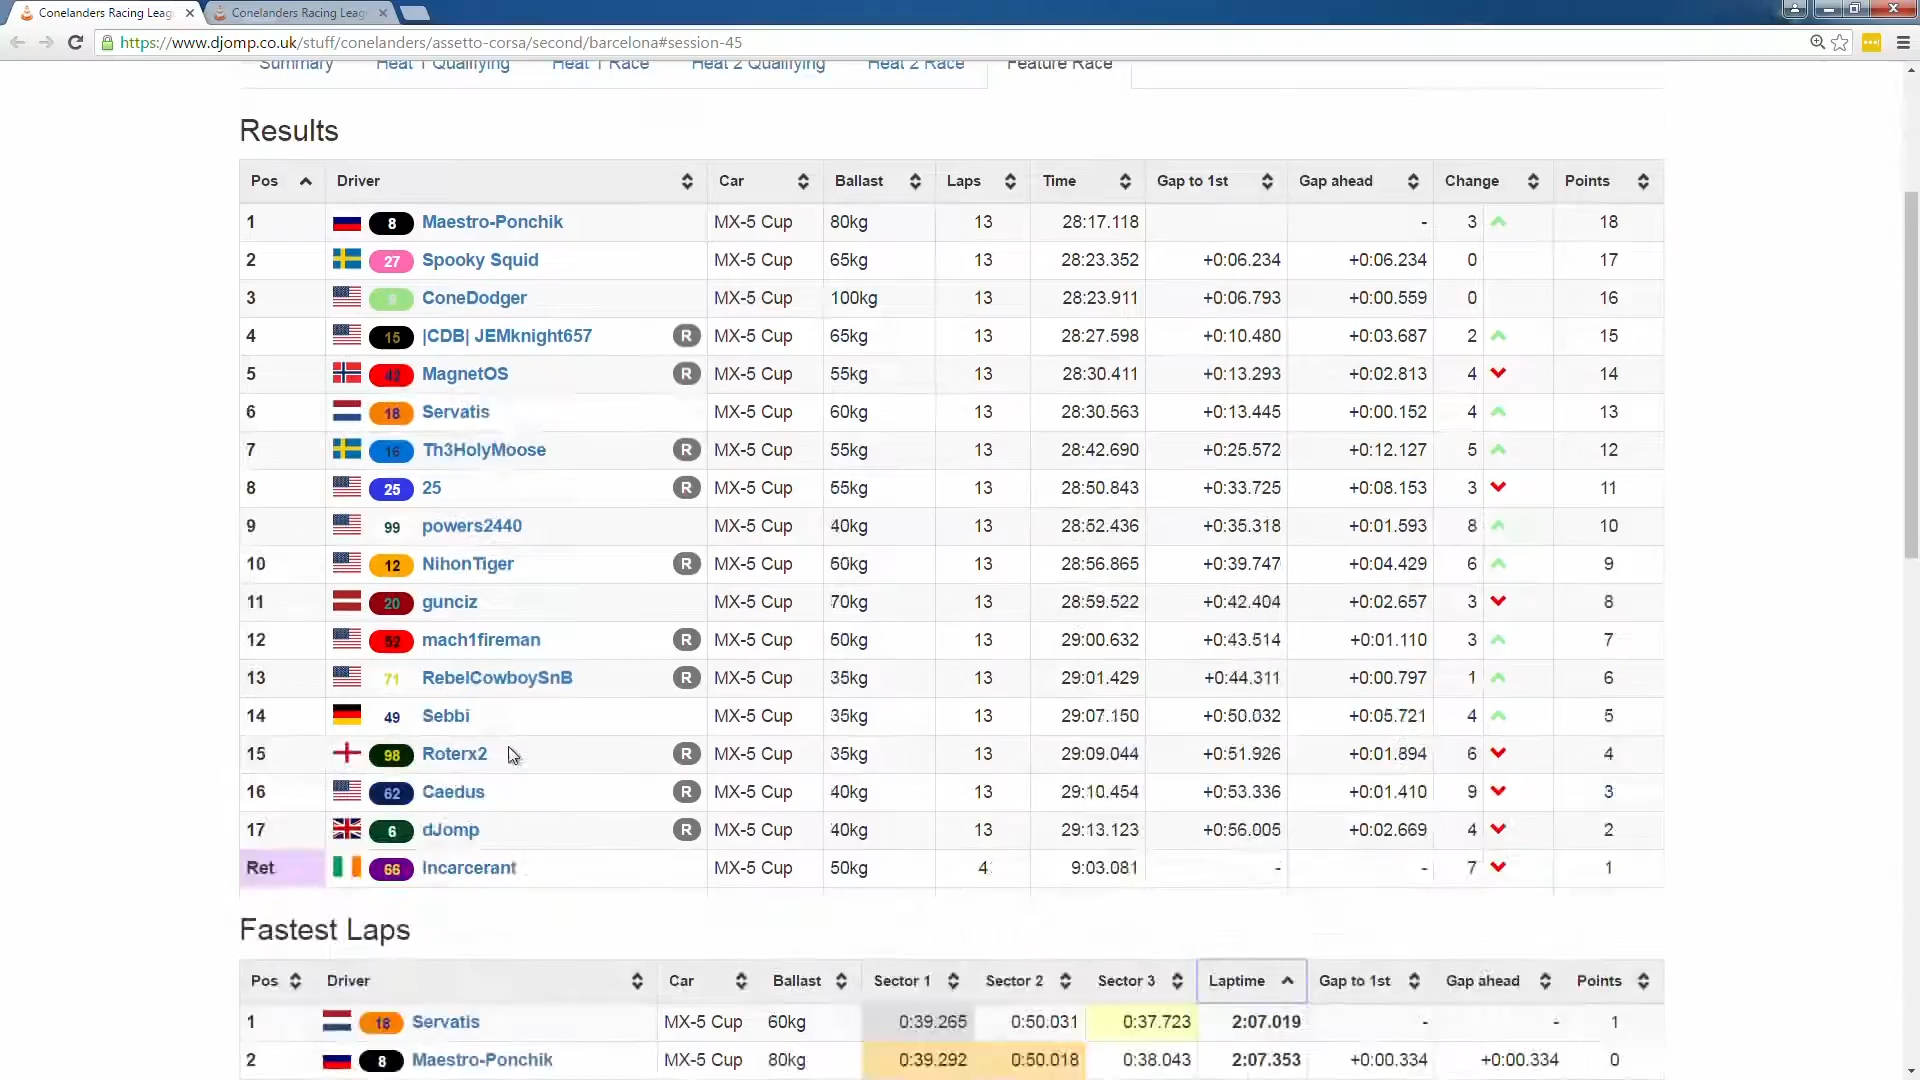 Conelanders Racing Leag
Conelanders Racing Leag
https://www.djomp.co.uk/stuff/conelanders/assetto-corsa/second/barcelona#session-45
Summary Heat 1 Qualifying Heat 1 Race Heat 2 Qualifying Heat 2 Race Feature Race
Results
Pos Driver Car Ballast Laps Time Gap to 1st Gap ahead Change Points
1 8 Maestro-Ponchik MX-5 Cup 80kg 13 28:17.118 - 3 18
2 27 Spooky Squid MX-5 Cup 65kg 13 28:23.352 +0:06.234 +0:06.234 0 17
3 ConeDodger MX-5 Cup 100kg 13 28:23.911 +0:06.793 +0:00.559 0 16
4 15 |CDB| JEMknight657 R MX-5 Cup 65kg 13 28:27.598 +0:10.480 +0:03.687 2 15
5 42 MagnetOS R MX-5 Cup 55kg 13 28:30.411 +0:13.293 +0:02.813 4 14
6 18 Servatis MX-5 Cup 60kg 13 28:30.563 +0:13.445 +0:00.152 4 13
7 16 Th3HolyMoose R MX-5 Cup 55kg 13 28:42.690 +0:25.572 +0:12.127 5 12
8 25 25 R MX-5 Cup 55kg 13 28:50.843 +0:33.725 +0:08.153 3 11
9 99 powers2440 MX-5 Cup 40kg 13 28:52.436 +0:35.318 +0:01.593 8 10
10 12 NihonTiger R MX-5 Cup 50kg 13 28:56.865 +0:39.747 +0:04.429 6 9
11 20 gunciz MX-5 Cup 70kg 13 28:59.522 +0:42.404 +0:02.657 3 8
12 52 mach1fireman R MX-5 Cup 50kg 13 29:00.632 +0:43.514 +0:01.110 3 7
13 71 RebelCowboySnB R MX-5 Cup 35kg 13 29:01.429 +0:44.311 +0:00.797 1 6
14 49 Sebbi MX-5 Cup 35kg 13 29:07.150 +0:50.032 +0:05.721 4 5
15 98 Roterx2 R MX-5 Cup 35kg 13 29:09.044 +0:51.926 +0:01.894 6 4
16 62 Caedus R MX-5 Cup 40kg 13 29:10.454 +0:53.336 +0:01.410 9 3
17 6 dJomp R MX-5 Cup 40kg 13 29:13.123 +0:56.005 +0:02.669 4 2
Ret 66 Incarcerant MX-5 Cup 50kg 4 9:03.081 - - 7 1
Fastest Laps
Pos Driver Car Ballast Sector 1 Sector 2 Sector 3 Laptime Gap to 1st Gap ahead Points
1 18 Servatis MX-5 Cup 60kg 0:39.265 0:50.031 0:37.723 2:07.019 - - 1
2 8 Maestro-Ponchik MX-5 Cup 80kg 0:39.292 0:50.018 0:38.043 2:07.353 +0:00.334 +0:00.334 0